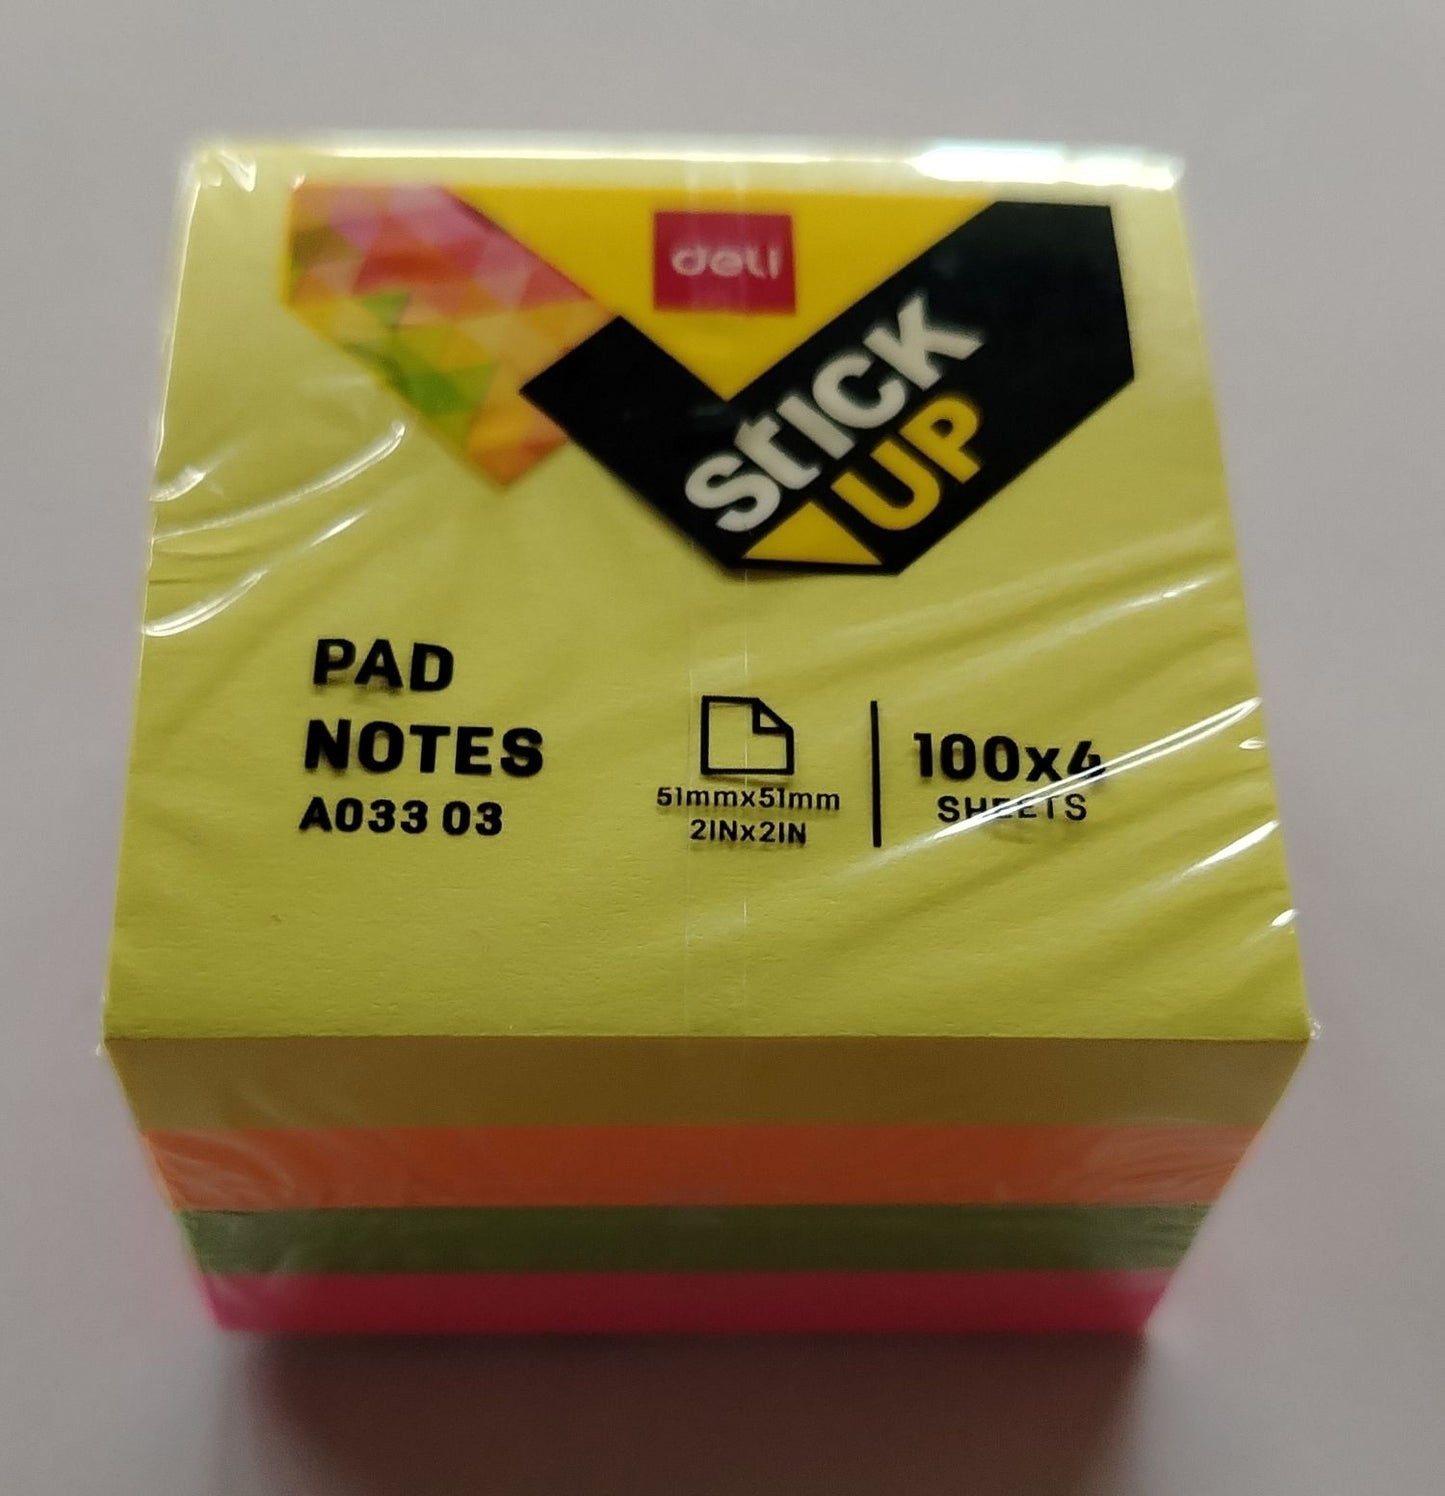 deli
STICK
UP
PAD
NOTES
A033 03
51mmx51mm
2INx2IN
100x4
SHEETS